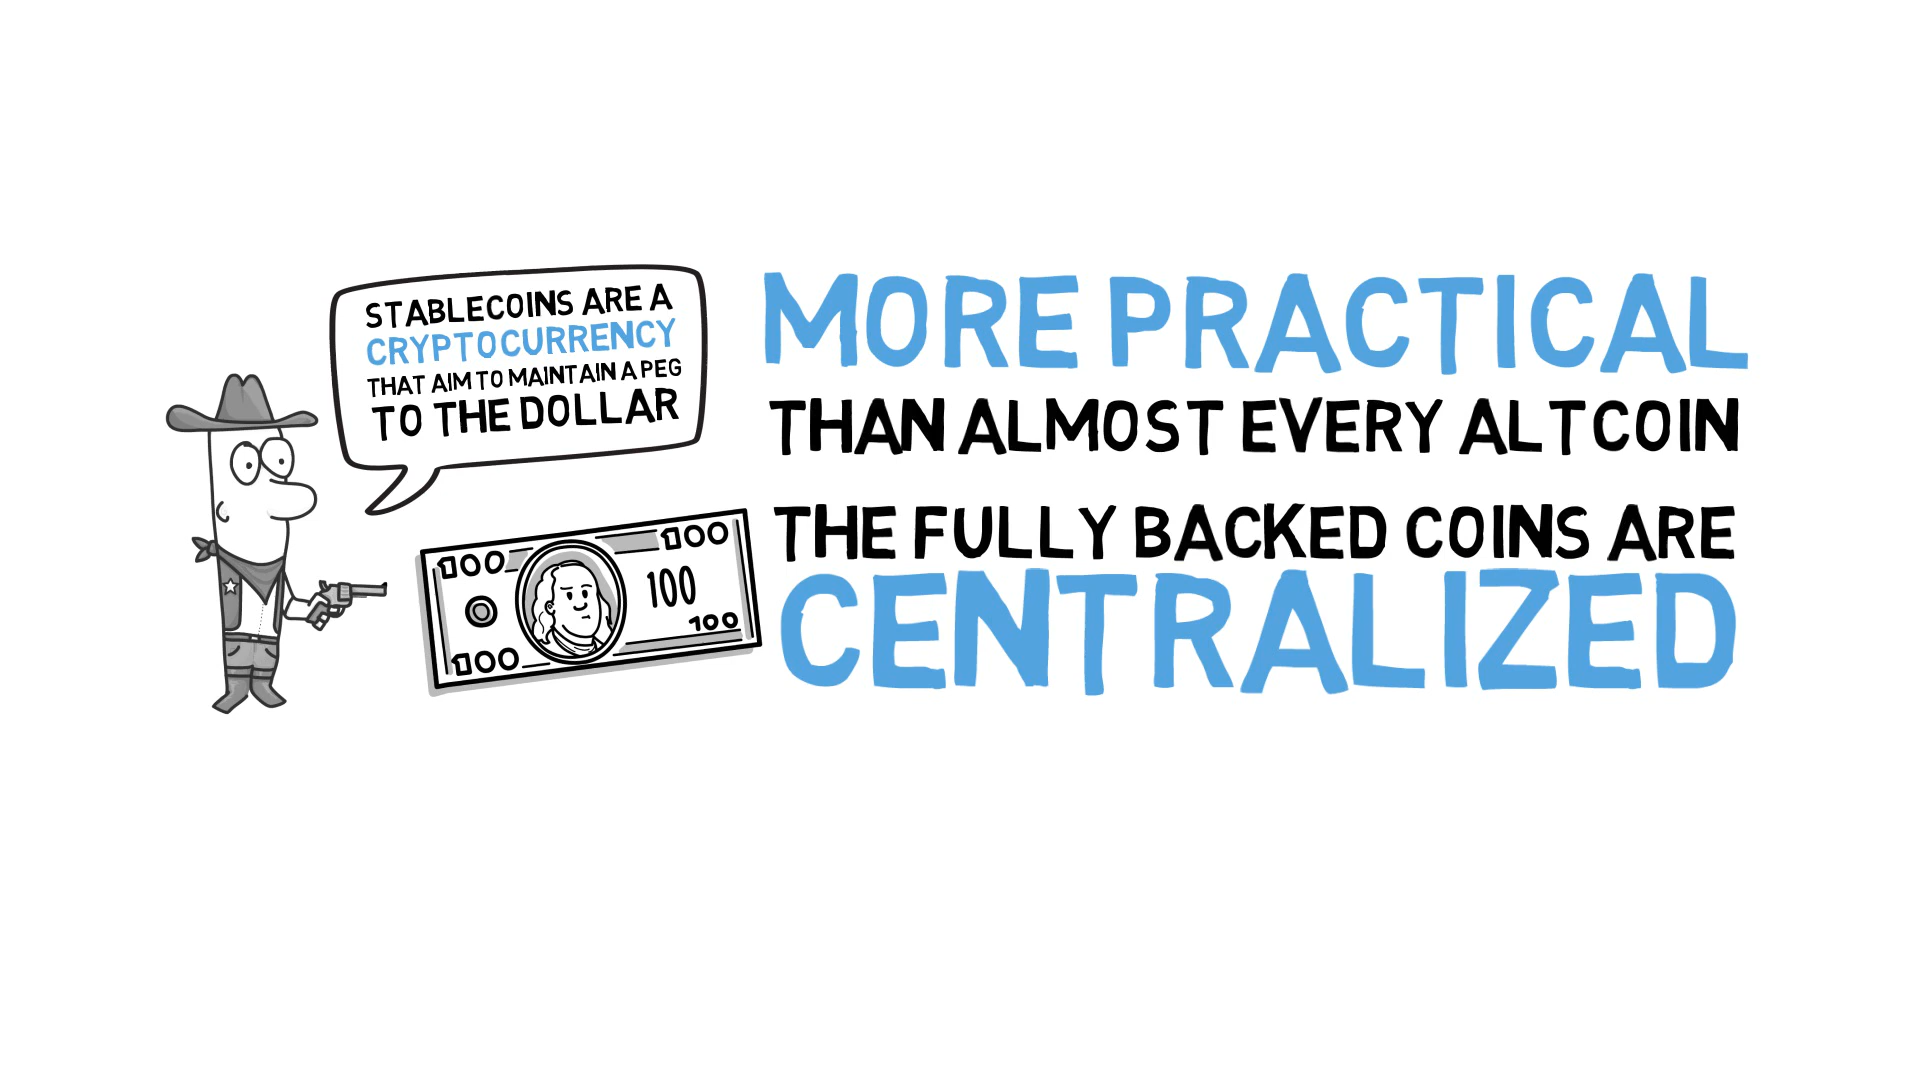 STABLECOINS ARE A
CRYPTOCURRENCY
THAT AIM TO MAINTAIN A PEG
TO THE DOLLAR
MORE PRACTICAL
THAN ALMOST EVERY ALTCOIN
THE FULLY BACKED COINS ARE
CENTRALIZED
100
100
100
100
100